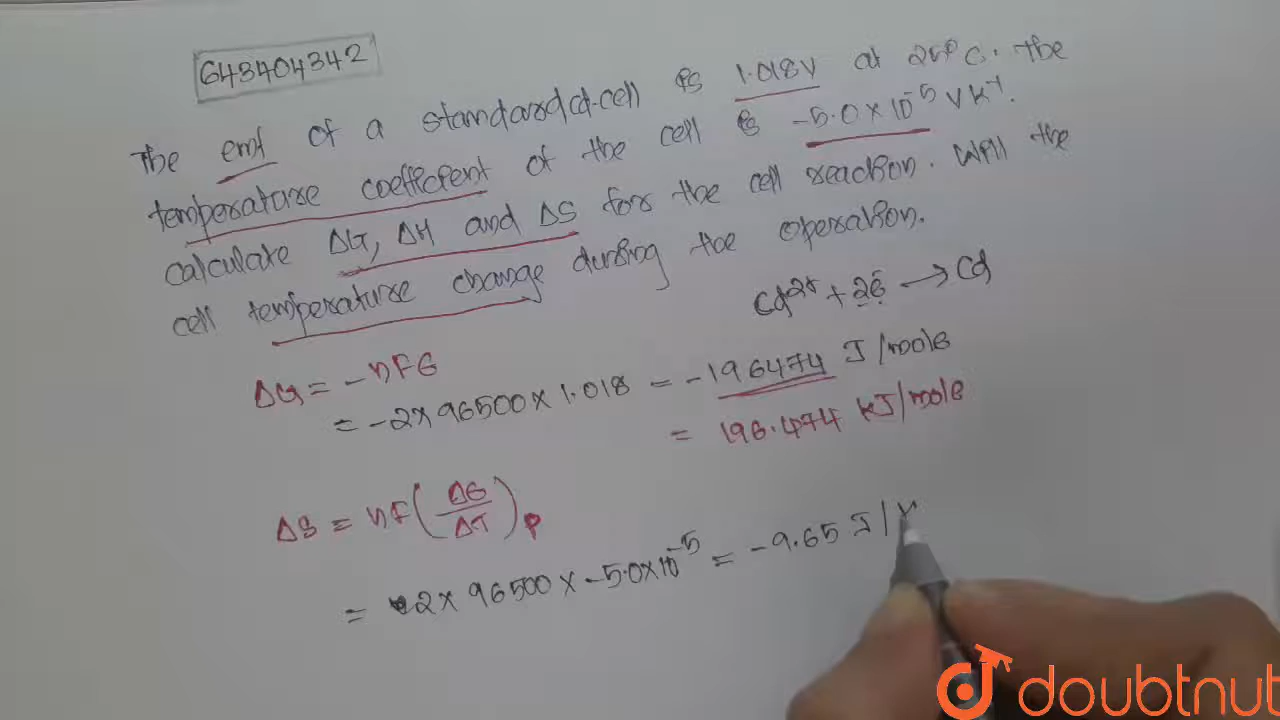 643404342
The emf of a standard cd-cell is 1.018V at 25°C. The
temperature coefficient of the cell is -5.0×10⁻⁵ V K⁻¹.
calculate ΔG, ΔH and ΔS for the cell reaction. Will the
cell temperature change during the operation.
Cd²⁺ + 2ē → Cd
ΔG = -nFE
= -2×96500×1.018 = -196474 J/mole
= 196.474 kJ/mole
ΔS = nF(ΔE/ΔT)P
= 2×96500×-5.0×10⁻⁵ = -9.65 J/K
doubtnut